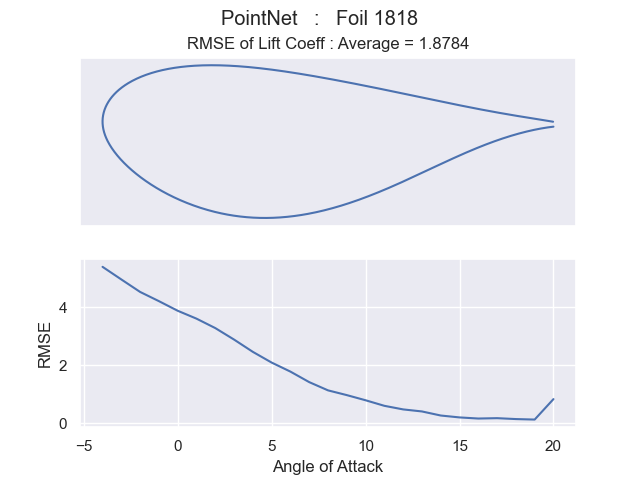 PointNet : Foil 1818
RMSE of Lift Coeff : Average = 1.8784
RMSE
4
2
0
−5 0 5 10 15 20
Angle of Attack